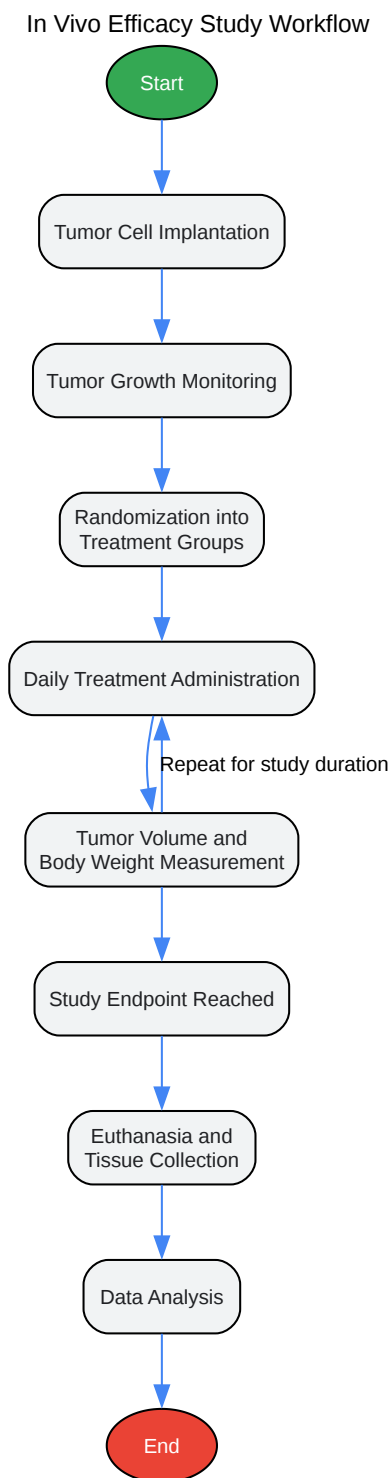 In Vivo Efficacy Study Workflow
Start
Tumor Cell Implantation
Tumor Growth Monitoring
Randomization into
Treatment Groups
Daily Treatment Administration
Repeat for study duration
Tumor Volume and
Body Weight Measurement
Study Endpoint Reached
Euthanasia and
Tissue Collection
Data Analysis
End